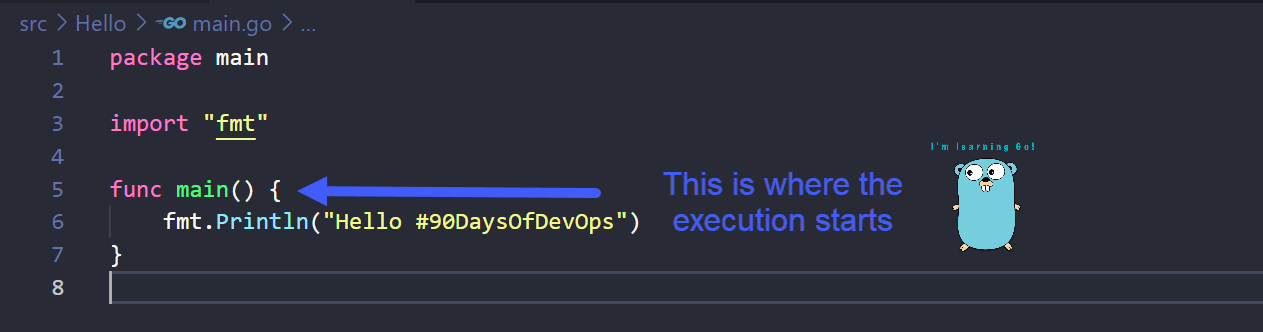 src > Hello > GO main.go > ...
1 package main
2
3 import "fmt"
4
I'm learning Go!
5 func main() {
This is where the
execution starts
6 fmt.Println("Hello #90DaysOfDevOps")
7 }
8